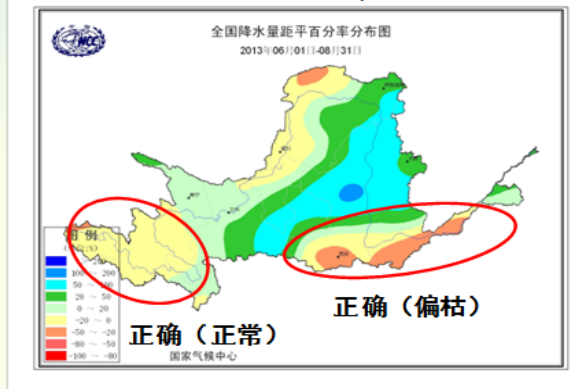 全国降水量距平百分率分布图
2013年06月01日-08月31日
NCC
图 例
100 ~ 200
50 ~ 100
20 ~ 50
0 ~ 20
-20 ~ 0
-50 ~ -20
-80 ~ -50
-100 ~ -80
正确（偏枯）
正确（正常）
国家气候中心